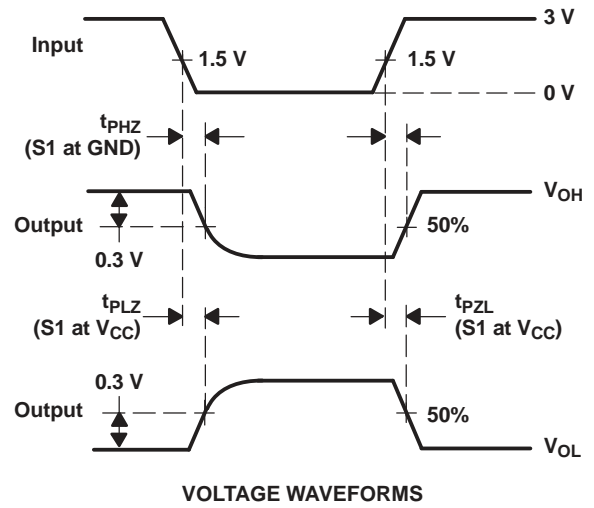 3 V
Input
1.5 V
1.5 V
0 V
tPHZ
(S1 at GND)
VOH
Output
50%
0.3 V
tPLZ
(S1 at VCC)
tPZL
(S1 at VCC)
0.3 V
Output
50%
VOL
VOLTAGE WAVEFORMS